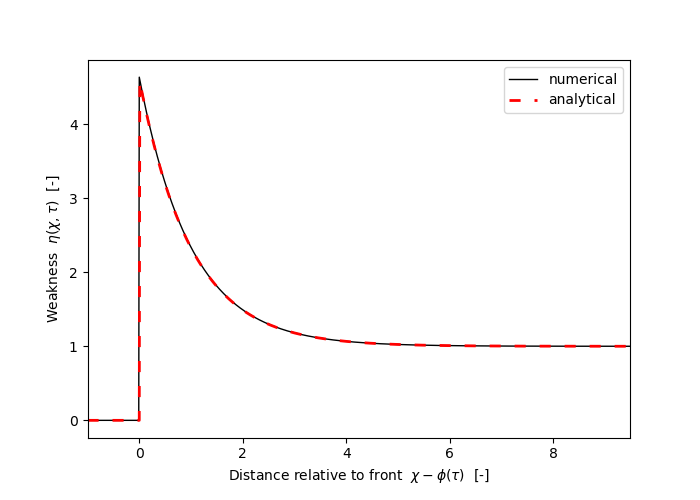 numerical
analytical
Weakness η(χ, τ) [-]
4
3
2
1
0
0 2 4 6 8
Distance relative to front χ − ϕ(τ) [-]